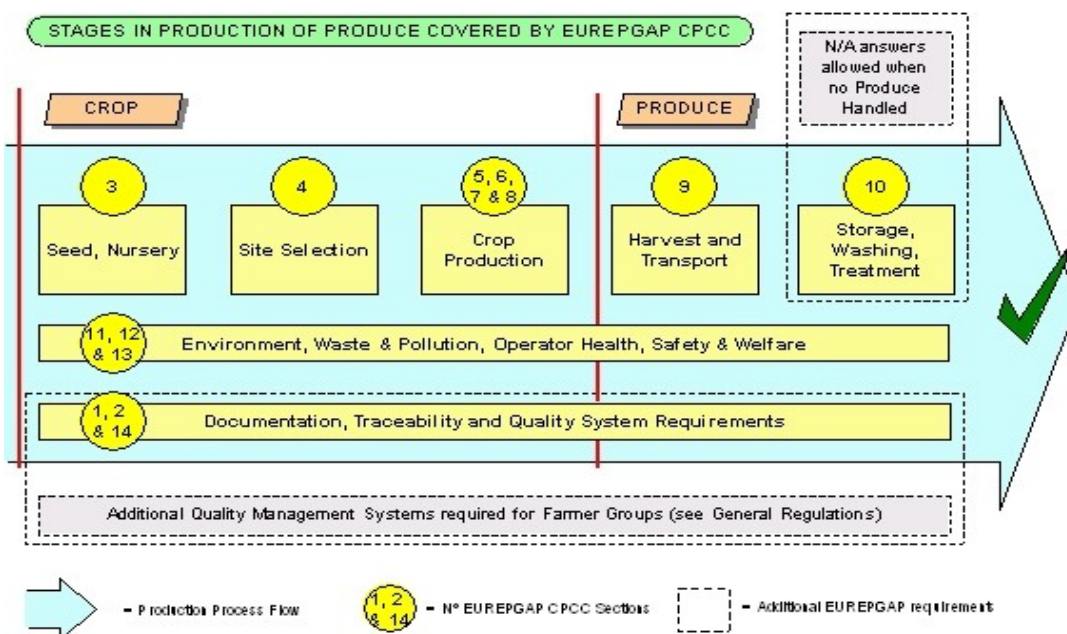 STAGES IN PRODUCTION OF PRODUCE COVERED BY EUREPGAP CPCC
N/A answers
allowed when
no Produce
Handled
CROP
PRODUCE
3
Seed, Nursery
4
Site Selection
5, 6,
7 & 8
Crop
Production
9
Harvest and
Transport
10
Storage,
Washing,
Treatment
11, 12
& 13
Environment, Waste & Pollution, Operator Health, Safety & Welfare
1, 2
& 14
Documentation, Traceability and Quality System Requirements
Additional Quality Management Systems required for Farmer Groups (see General Regulations)
= Production Process Flow
1, 2
& 14
= Nº EUREPGAP CPCC Sections
= Additional EUREPGAP requirements